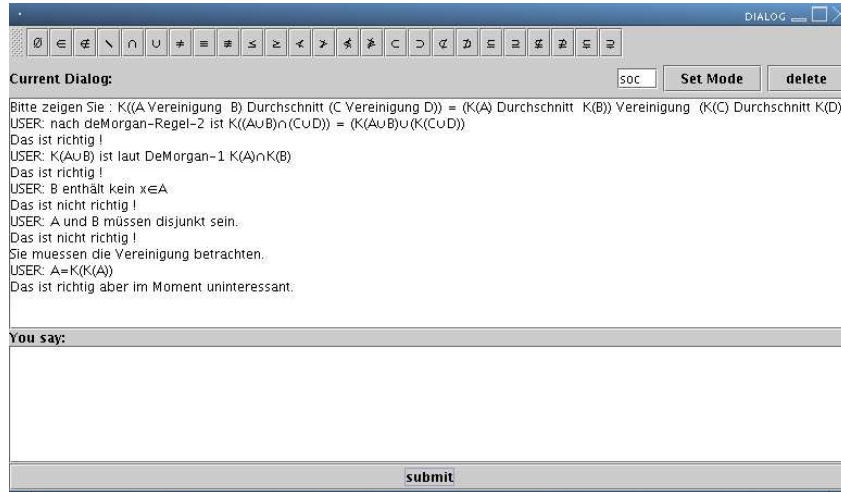 DIALOG
∅ ∈ ∉ \ ∩ ∪ ≠ ≡ ≢ ≤ ≥ ≮ ≯ ≰ ≱ ⊂ ⊃ ⊄ ⊅ ⊆ ⊇ ⊈ ⊉ ⊊ ⊋
Current Dialog: soc Set Mode delete
Bitte zeigen Sie : K((A Vereinigung B) Durchschnitt (C Vereinigung D)) = (K(A) Durchschnitt K(B)) Vereinigung (K(C) Durchschnitt K(D)
USER: nach deMorgan-Regel-2 ist K((A∪B)∩(C∪D)) = (K(A∪B)∪(K(C∪D))
Das ist richtig !
USER: K(A∪B) ist laut DeMorgan-1 K(A)∩K(B)
Das ist richtig !
USER: B enthält kein x∈A
Das ist nicht richtig !
USER: A und B müssen disjunkt sein.
Das ist nicht richtig !
Sie muessen die Vereinigung betrachten.
USER: A=K(K(A))
Das ist richtig aber im Moment uninteressant.
You say:
submit